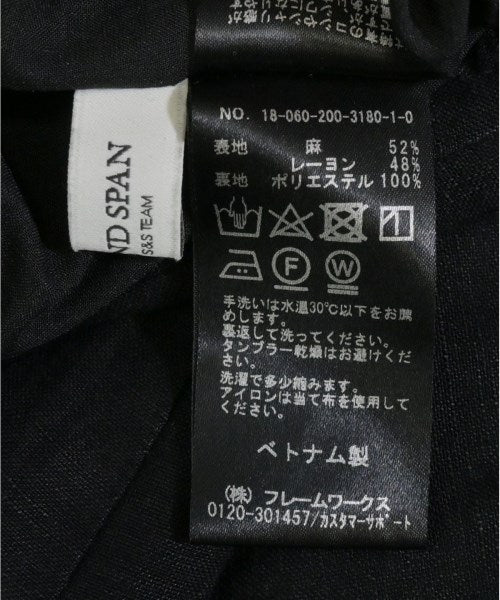 ND SPAN
S&S TEAM
NO. 18-060-200-3180-1-0
表地 麻 52%
レーヨン 48%
裏地 ポリエステル 100%
F
W
手洗いは水温30℃以下をお薦
めします。
裏返して洗ってください。
タンブラー乾燥はお避けくだ
さい。
洗濯で多少縮みます。
アイロンは当て布を使用して
ください。
ベトナム製
(株) フレームワークス
0120-301457/カスタマーサポート